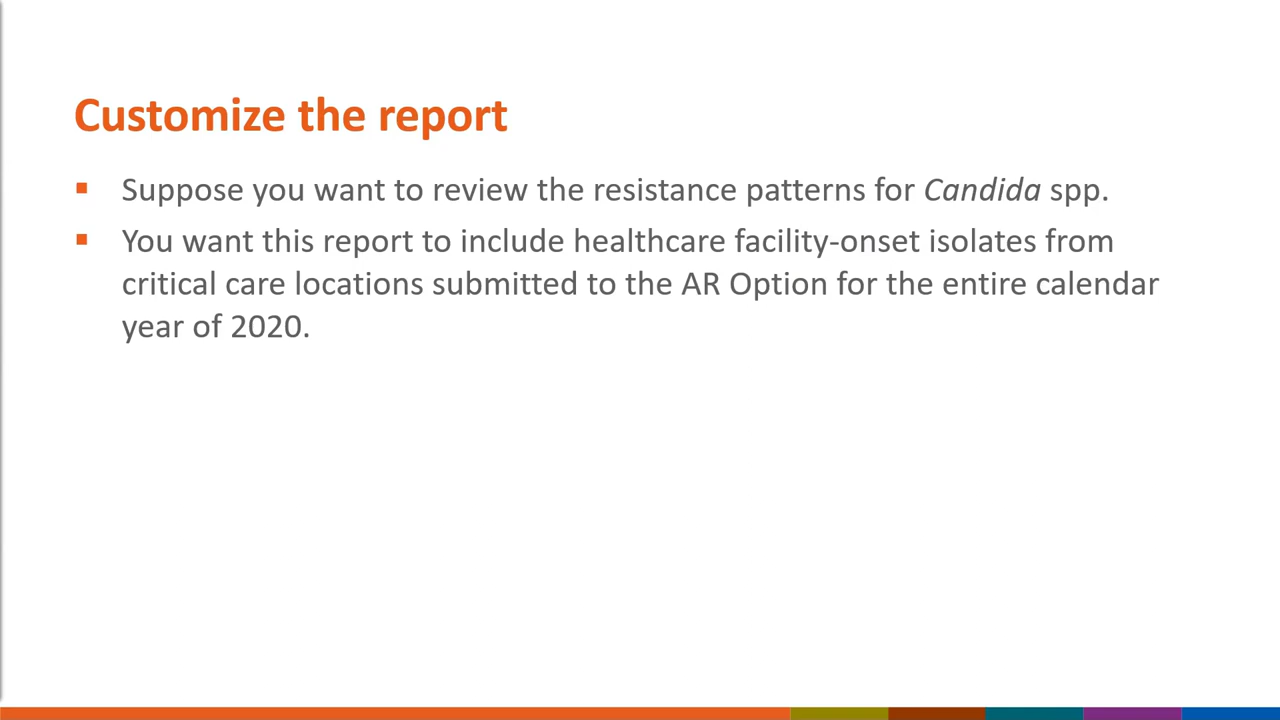 Customize the report
▪ Suppose you want to review the resistance patterns for Candida spp.
▪ You want this report to include healthcare facility-onset isolates from
critical care locations submitted to the AR Option for the entire calendar
year of 2020.